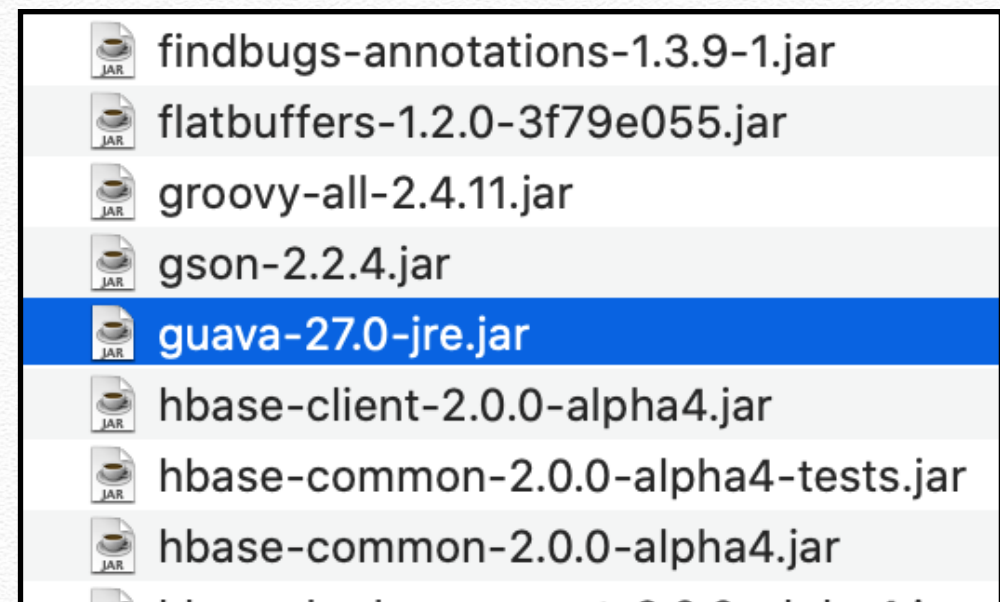 findbugs-annotations-1.3.9-1.jar
flatbuffers-1.2.0-3f79e055.jar
groovy-all-2.4.11.jar
gson-2.2.4.jar
guava-27.0-jre.jar
hbase-client-2.0.0-alpha4.jar
hbase-common-2.0.0-alpha4-tests.jar
hbase-common-2.0.0-alpha4.jar